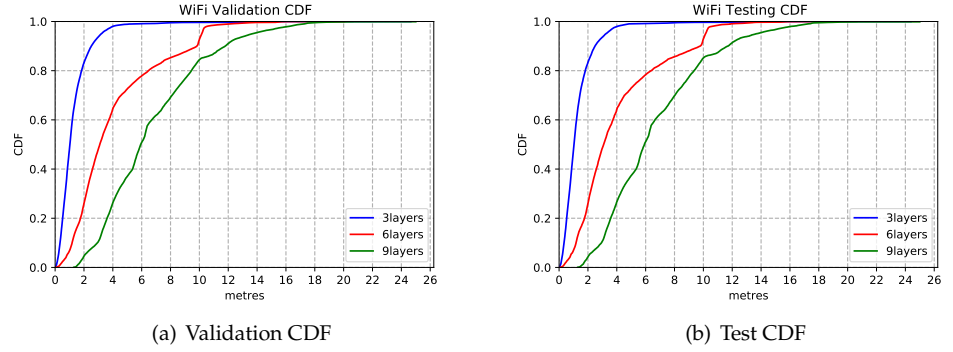 WiFi Validation CDF
1.0
0.8
0.6
0.4
0.2
0.0
CDF
0 2 4 6 8 10 12 14 16 18 20 22 24 26
metres
3layers
6layers
9layers
(a) Validation CDF
WiFi Testing CDF
1.0
0.8
0.6
0.4
0.2
0.0
CDF
0 2 4 6 8 10 12 14 16 18 20 22 24 26
metres
3layers
6layers
9layers
(b) Test CDF